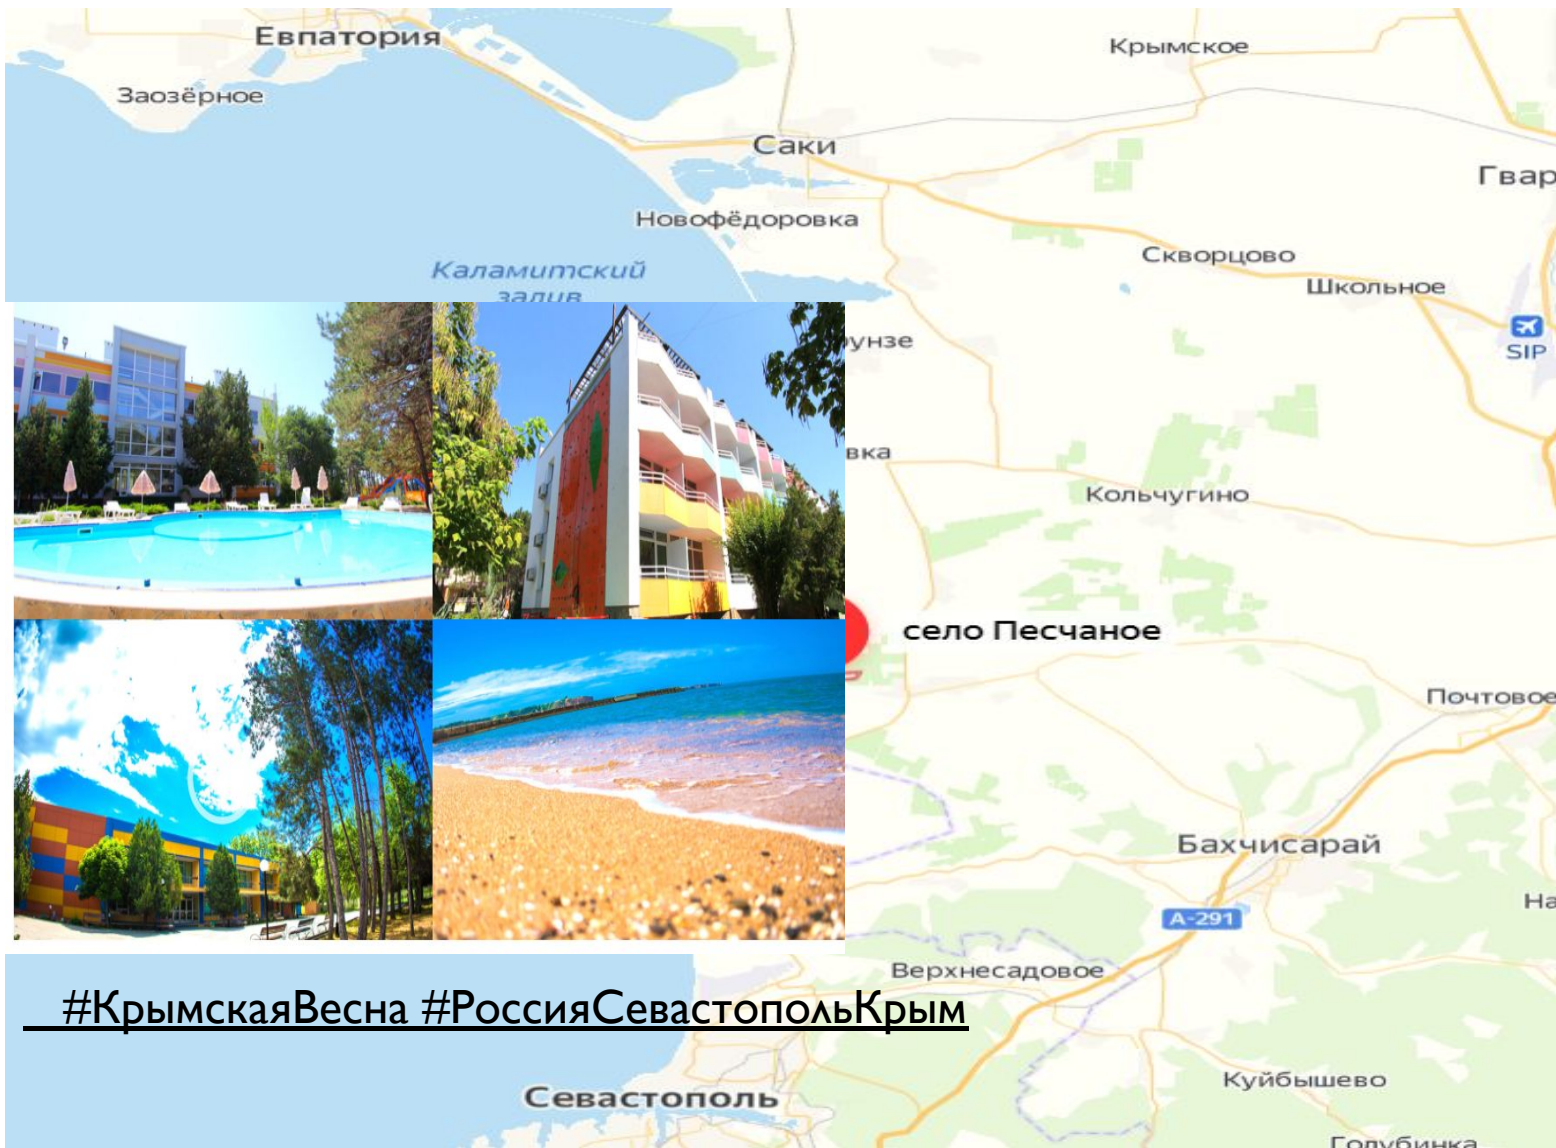 Евпатория
Крымское
Заозёрное
Саки
Гвар
Новофёдоровка
Скворцово
Каламитский
залив
Школьное
SIP
унзе
вка
Кольчугино
село Песчаное
Почтовое
Бахчисарай
На
А-291
Верхнесадовое
#КрымскаяВесна #РоссияСевастопольКрым
Куйбышево
Севастополь
Голубинка